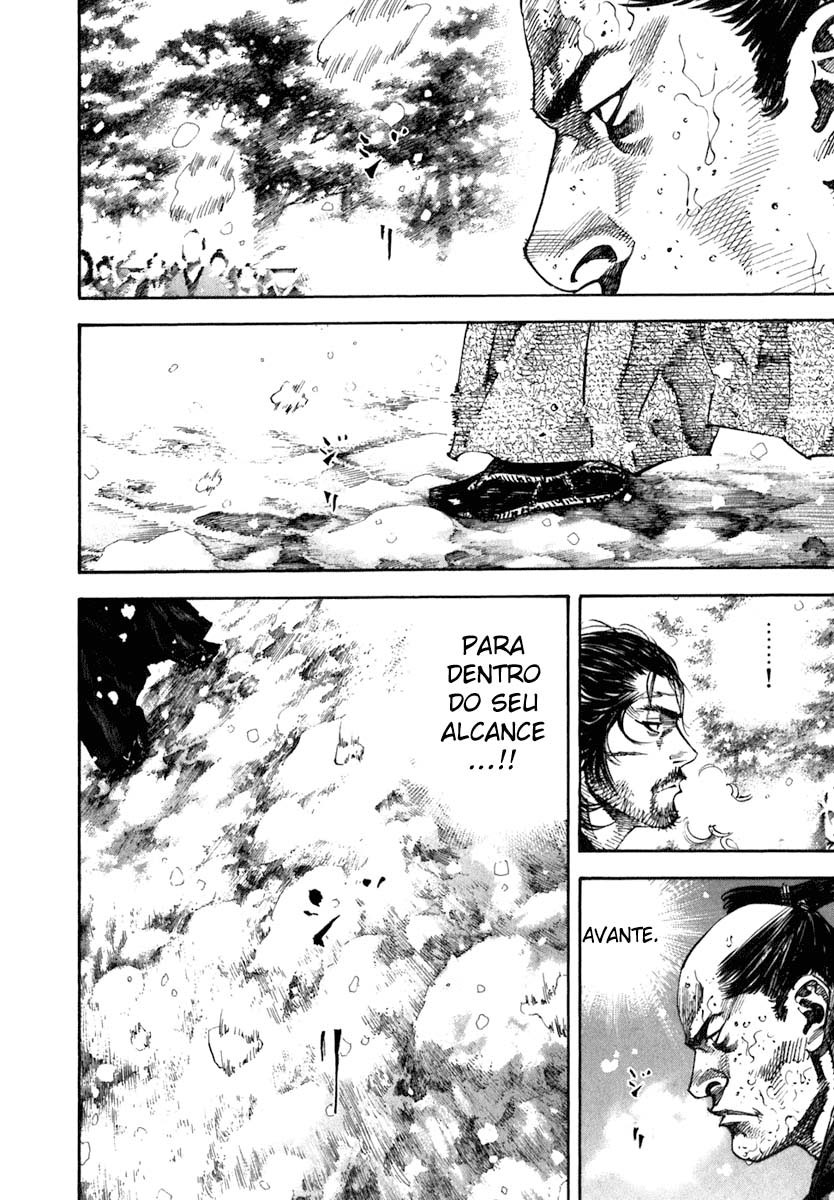 ......!
AVANTE.
PARA
DENTRO
DO SEU
ALCANCE
...!!